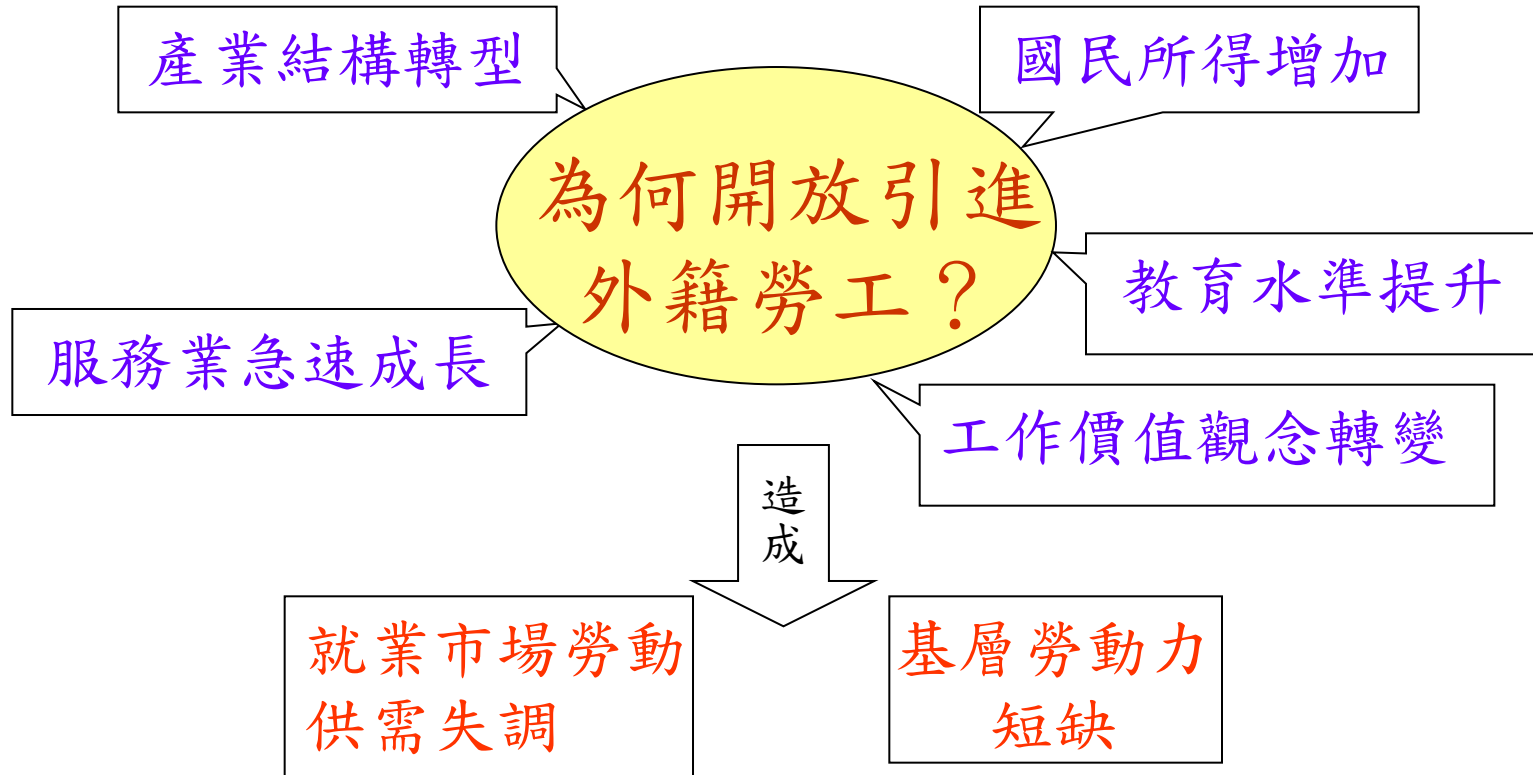 產業結構轉型
國民所得增加
為何開放引進
外籍勞工？
教育水準提升
服務業急速成長
工作價值觀念轉變
造
成
就業市場勞動
供需失調
基層勞動力
短缺